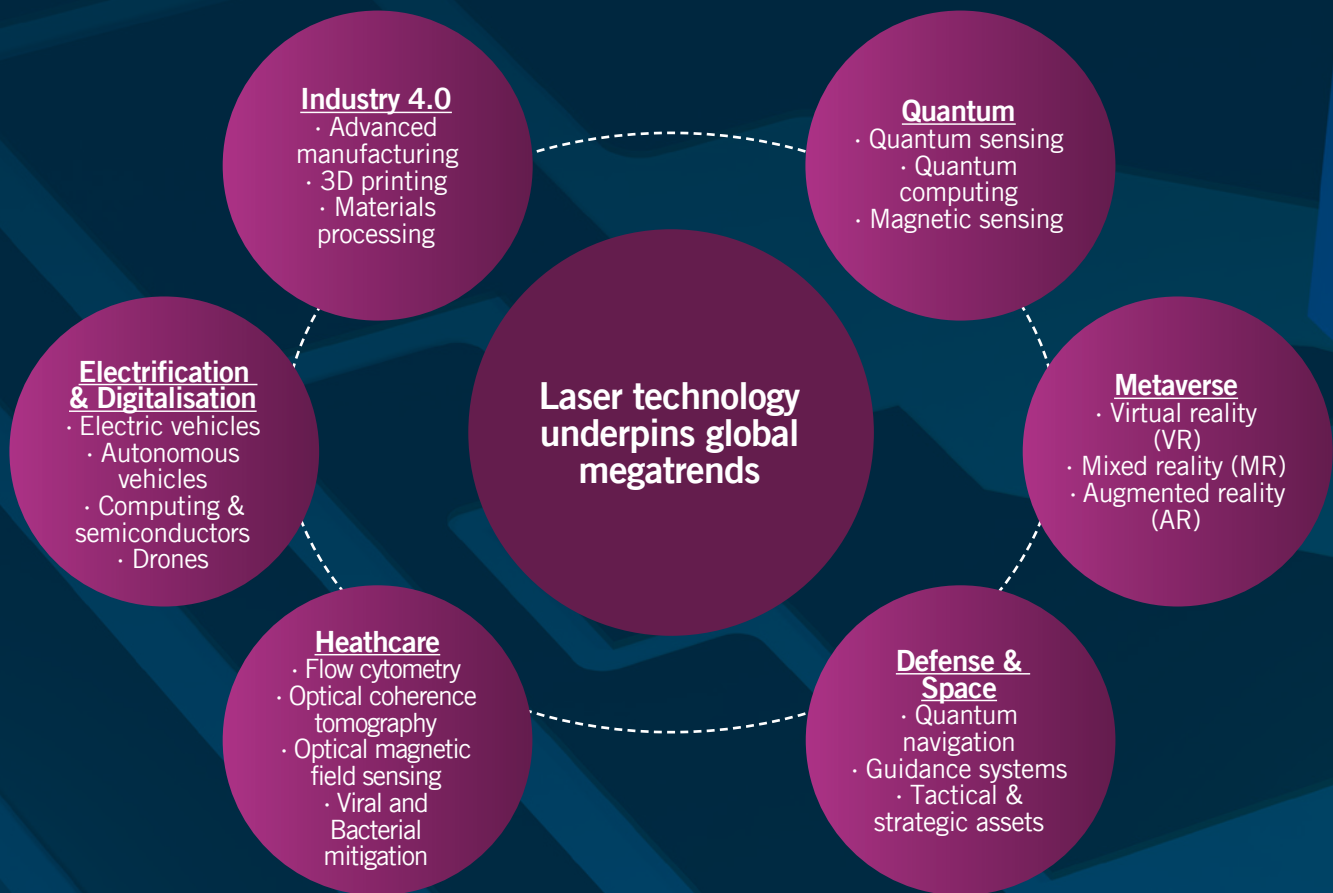 Industry 4.0
· Advanced
manufacturing
· 3D printing
· Materials
processing
Quantum
· Quantum sensing
· Quantum
computing
· Magnetic sensing
Electrification
& Digitalisation
· Electric vehicles
· Autonomous
vehicles
· Computing &
semiconductors
· Drones
Laser technology
underpins global
megatrends
Metaverse
· Virtual reality
(VR)
· Mixed reality (MR)
· Augmented reality
(AR)
Heathcare
· Flow cytometry
· Optical coherence
tomography
· Optical magnetic
field sensing
· Viral and
Bacterial
mitigation
Defense &
Space
· Quantum
navigation
· Guidance systems
· Tactical &
strategic assets